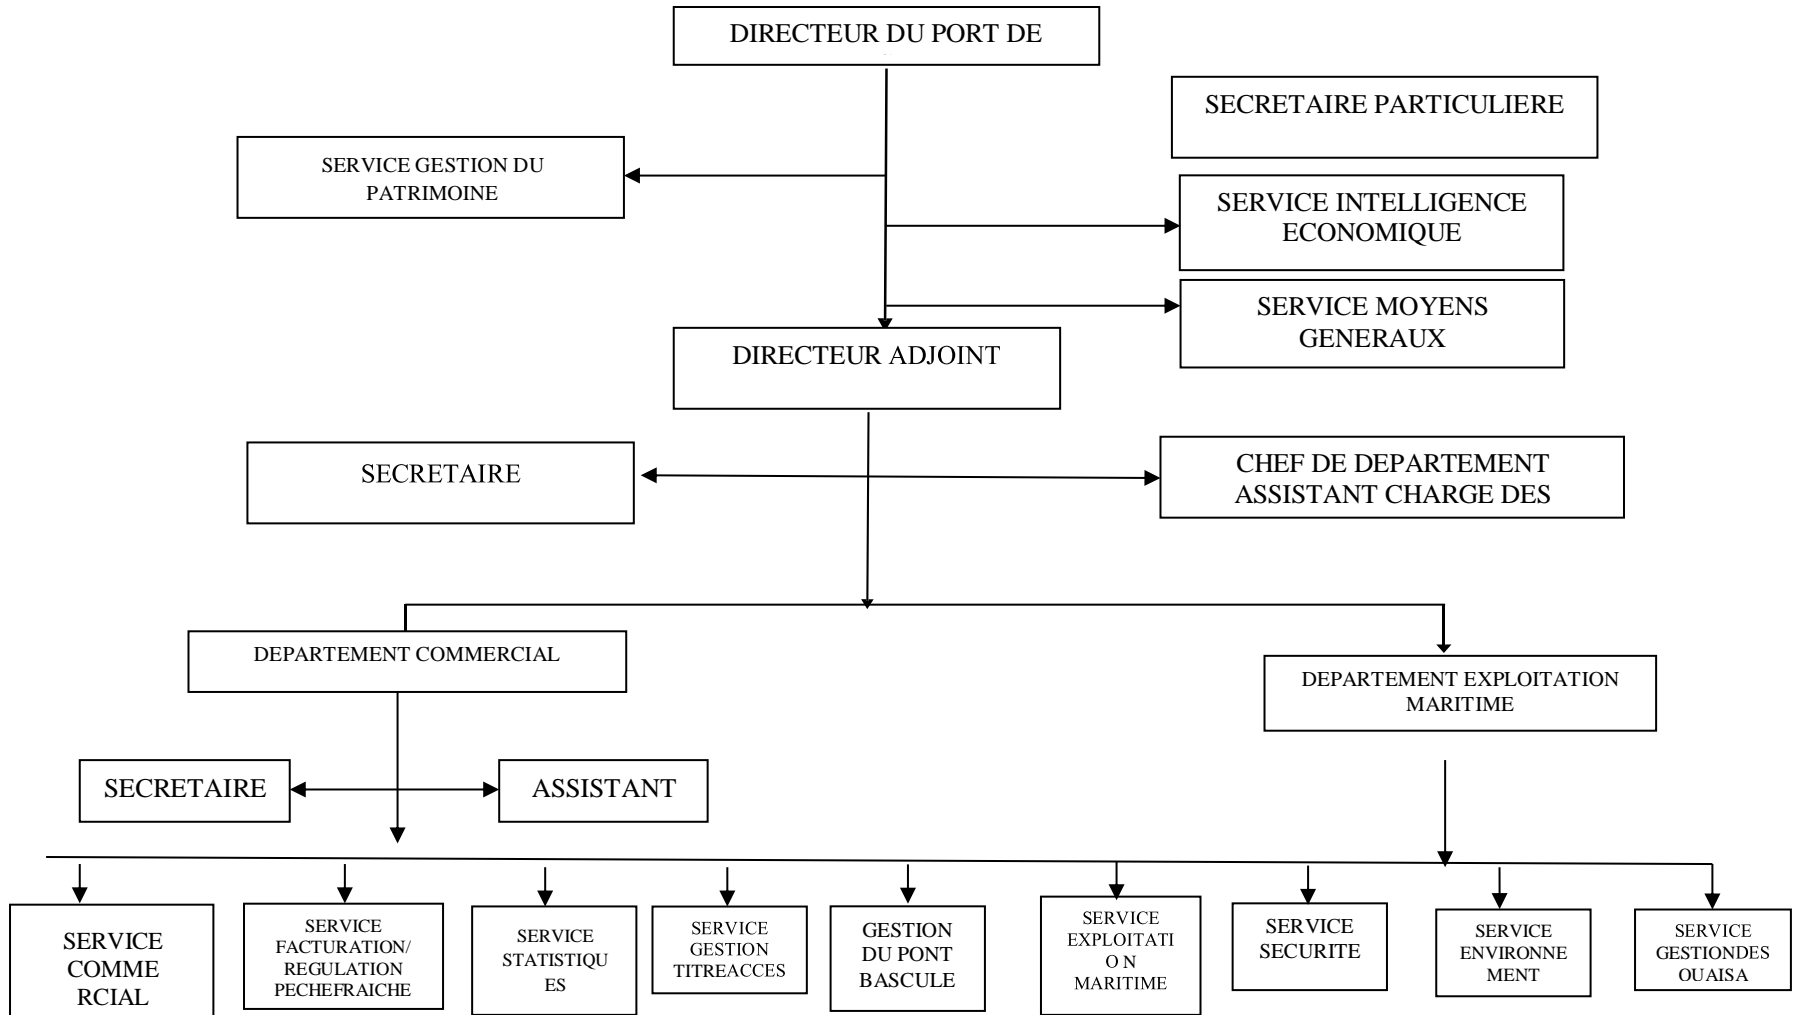 DIRECTEUR DU PORT DE
SECRETAIRE PARTICULIERE
SERVICE GESTION DU
PATRIMOINE
SERVICE INTELLIGENCE
ECONOMIQUE
SERVICE MOYENS
GENERAUX
DIRECTEUR ADJOINT
SECRETAIRE
CHEF DE DEPARTEMENT
ASSISTANT CHARGE DES
DEPARTEMENT COMMERCIAL
DEPARTEMENT EXPLOITATION
MARITIME
SECRETAIRE
ASSISTANT
SERVICE
COMME
RCIAL
SERVICE
FACTURATION/
REGULATION
PECHEFRAICHE
SERVICE
STATISTIQU
ES
SERVICE
GESTION
TITREACCES
GESTION
DU PONT
BASCULE
SERVICE
EXPLOITATI
O N
MARITIME
SERVICE
SECURITE
SERVICE
ENVIRONNE
MENT
SERVICE
GESTIONDES
QUAISA